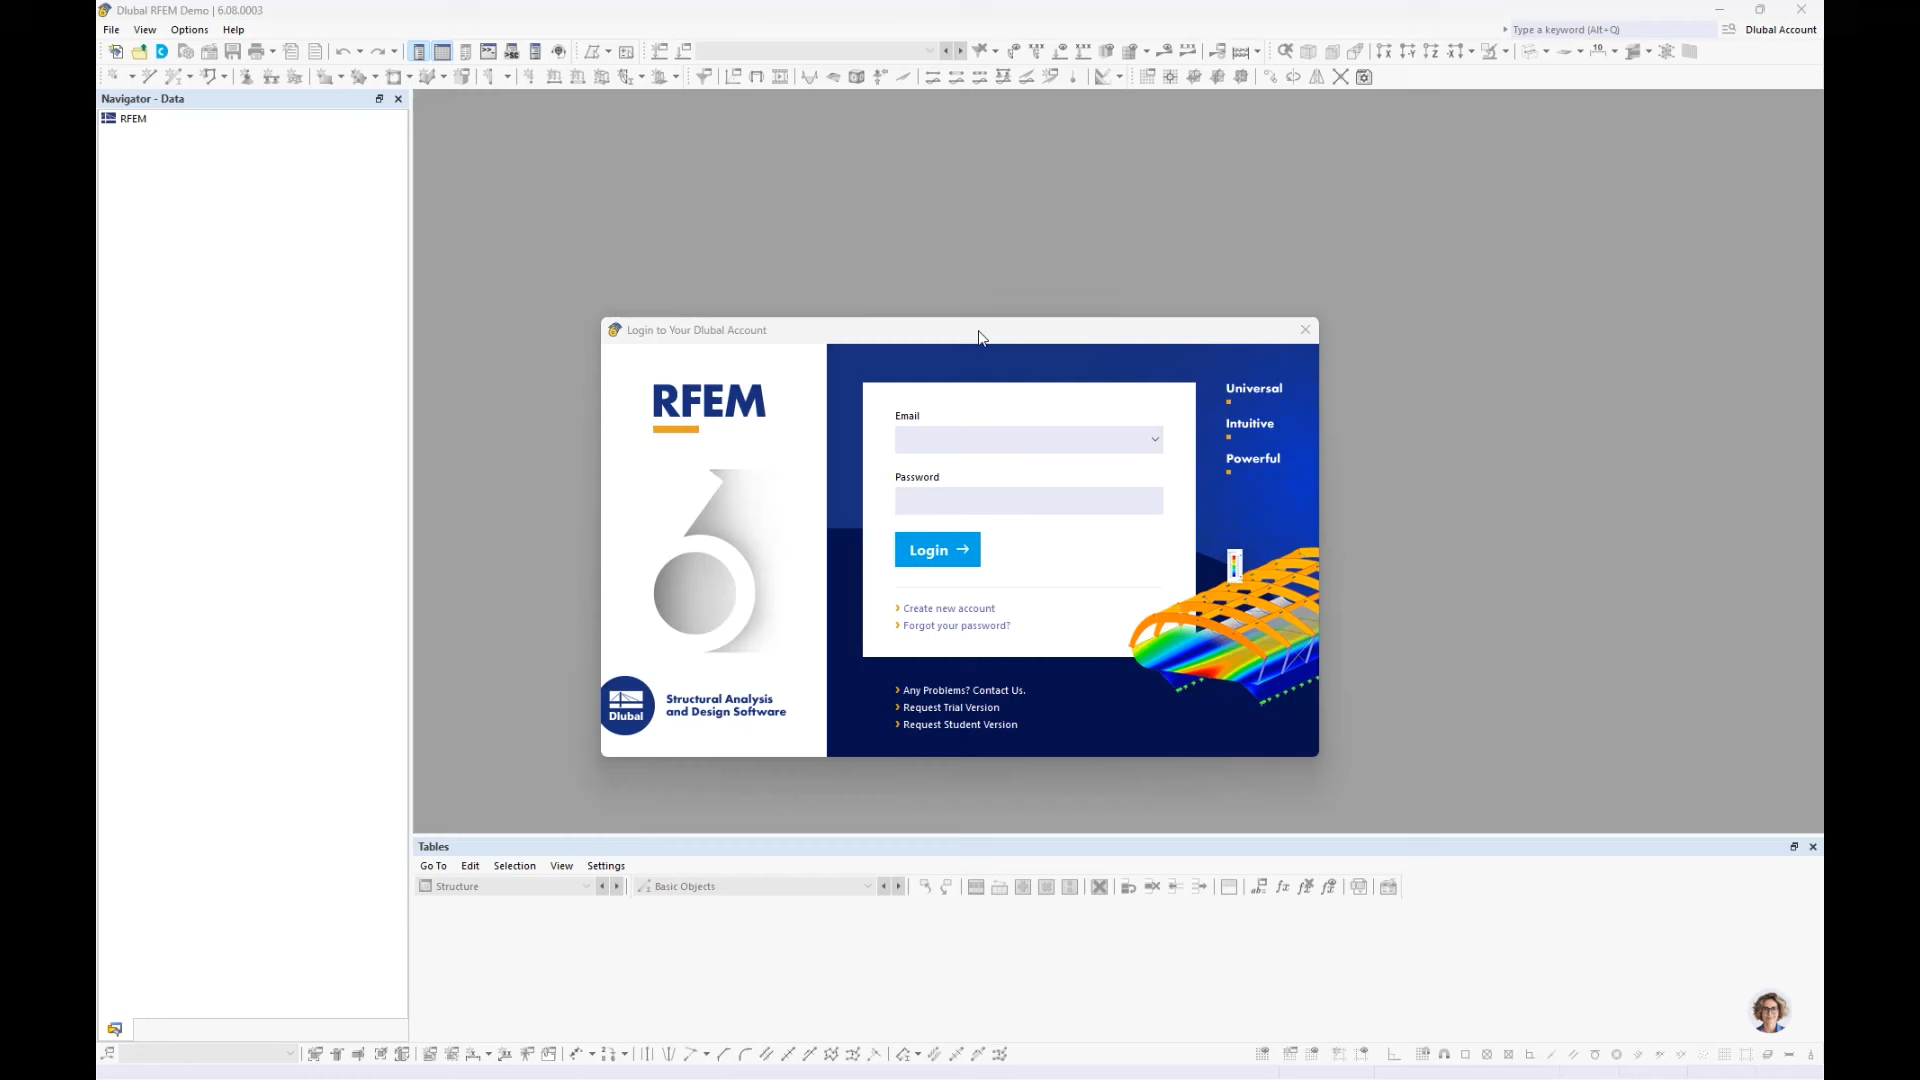 Dlubal RFEM Demo | 6.08.0003
File View Options Help
Type a keyword (Alt+Q)
Dlubal Account
Navigator - Data
RFEM
Login to Your Dlubal Account
RFEM
6
Dlubal
Structural Analysis
and Design Software
Email
Password
Login →
Create new account
Forgot your password?
Any Problems? Contact Us.
Request Trial Version
Request Student Version
Universal
Intuitive
Powerful
Tables
Go To Edit Selection View Settings
Structure
Basic Objects